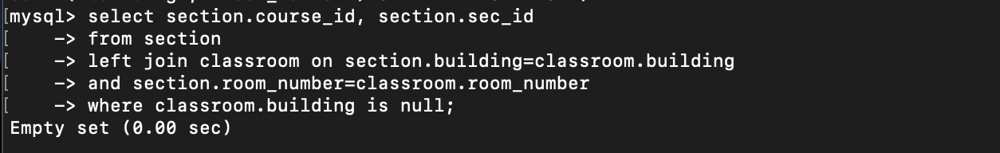 [mysql> select section.course_id, section.sec_id
[    -> from section
[    -> left join classroom on section.building=classroom.building
[    -> and section.room_number=classroom.room_number
[    -> where classroom.building is null;
Empty set (0.00 sec)